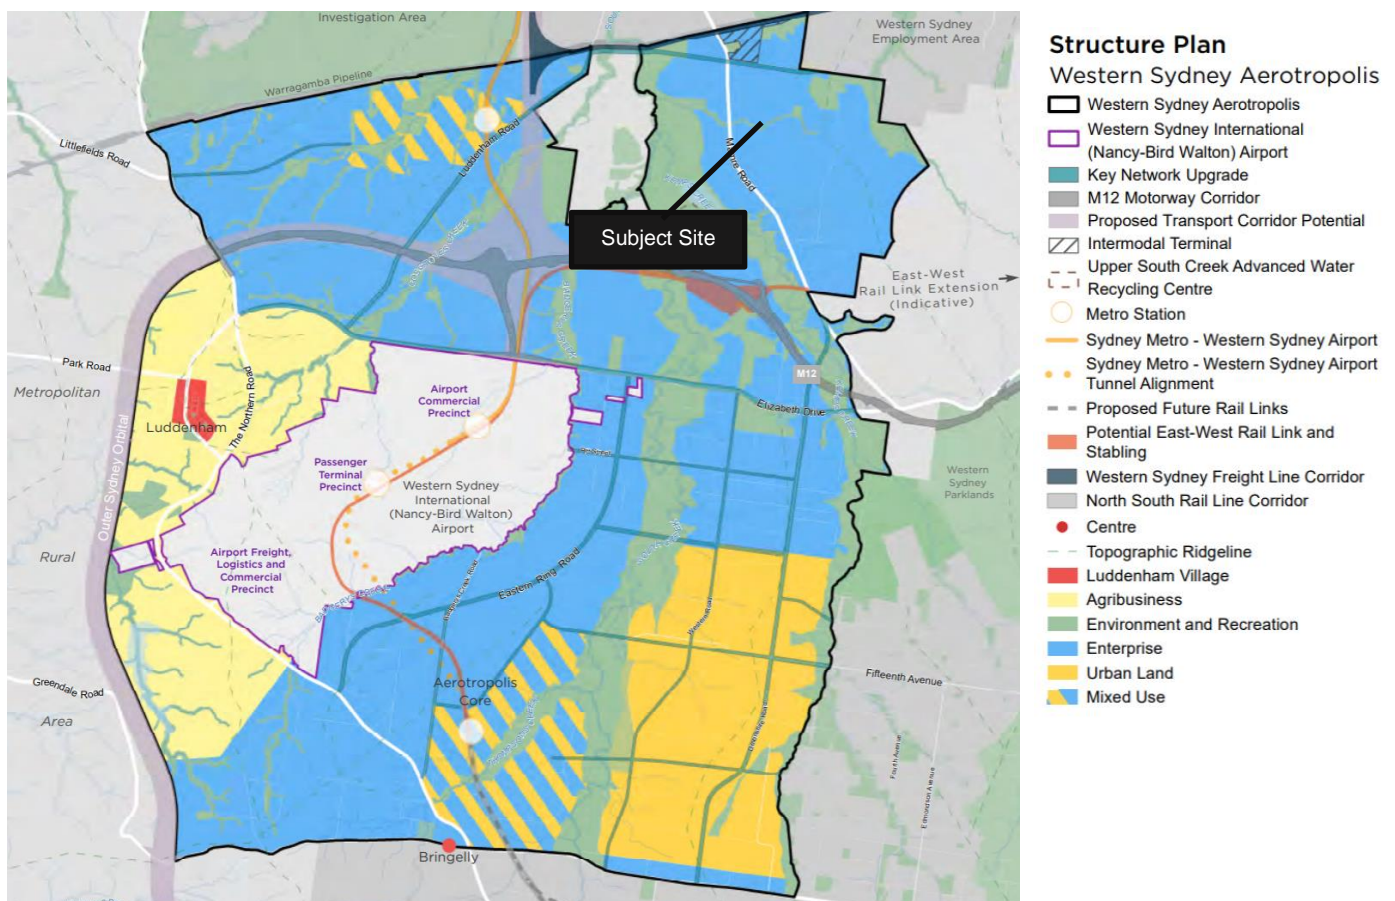 Investigation Area
Western Sydney
Employment Area
Warragamba Pipeline
Littlefields Road
Luddenham Road
Mamre Road
Subject Site
East-West
Rail Link Extension
(Indicative)
Park Road
Metropolitan
Luddenham
The Northern Road
Outer Sydney Orbital
Airport
Commercial
Precinct
M12
Elizabeth Drive
Passenger
Terminal
Precinct
Western Sydney
International
(Nancy-Bird Walton)
Airport
Western
Sydney
Parklands
Rural
Airport Freight,
Logistics and
Commercial
Precinct
Eastern Ring Road
Greendale Road
Area
Aerotropolis
Core
Fifteenth Avenue
Fourth Avenue
Edmondson Avenue
Bringelly
Structure Plan
Western Sydney Aerotropolis
Western Sydney Aerotropolis
Western Sydney International
(Nancy-Bird Walton) Airport
Key Network Upgrade
M12 Motorway Corridor
Proposed Transport Corridor Potential
Intermodal Terminal
Upper South Creek Advanced Water
Recycling Centre
Metro Station
Sydney Metro - Western Sydney Airport
Sydney Metro - Western Sydney Airport
Tunnel Alignment
Proposed Future Rail Links
Potential East-West Rail Link and
Stabling
Western Sydney Freight Line Corridor
North South Rail Line Corridor
Centre
Topographic Ridgeline
Luddenham Village
Agribusiness
Environment and Recreation
Enterprise
Urban Land
Mixed Use